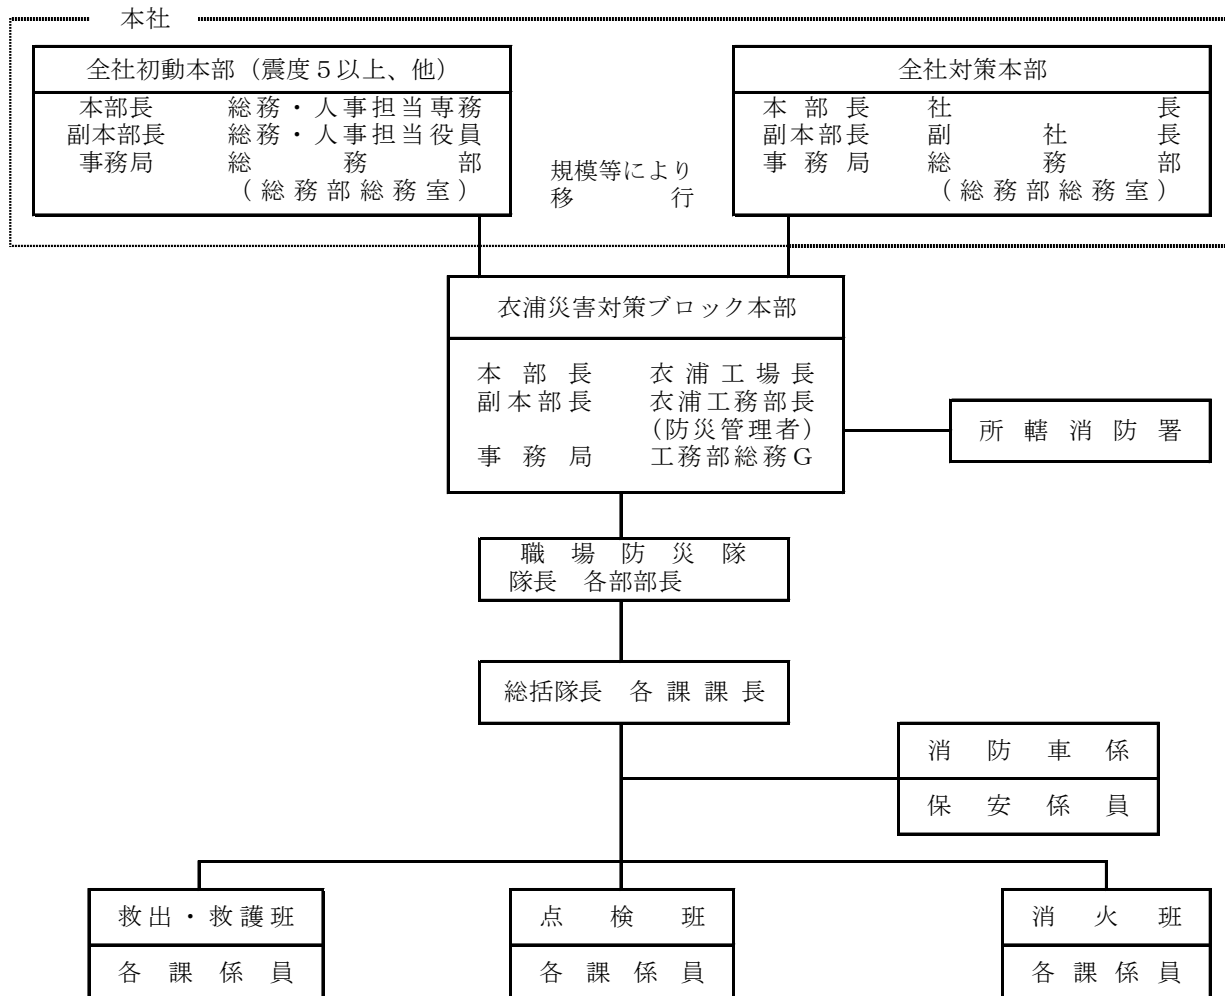 本社
全社初動本部（震度５以上、他）
本部長 総務・人事担当専務
副本部長 総務・人事担当役員
事務局 総務部
（総務部総務室）
規模等により
移行
全社対策本部
本部長 社長
副本部長 副社長
事務局 総務部
（総務部総務室）
衣浦災害対策ブロック本部
本部長 衣浦工場長
副本部長 衣浦工務部長
(防災管理者)
事務局 工務部総務G
所轄消防署
職場防災隊
隊長 各部部長
総括隊長 各課課長
消防車係
保安係員
救出・救護班
各課係員
点検班
各課係員
消火班
各課係員